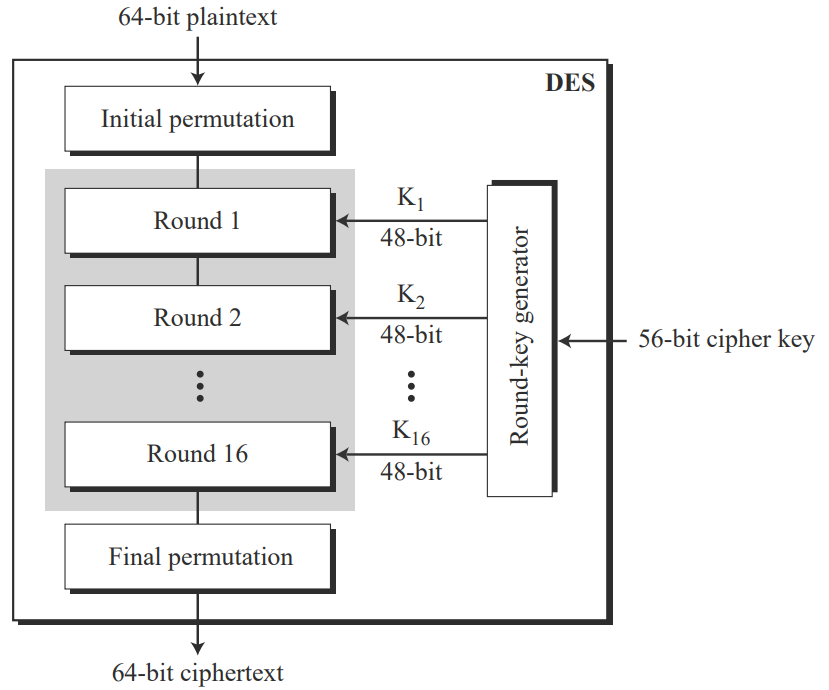 64-bit plaintext
DES
Initial permutation
Round 1
K1
48-bit
Round 2
K2
48-bit
Round-key generator
56-bit cipher key
Round 16
K16
48-bit
Final permutation
64-bit ciphertext